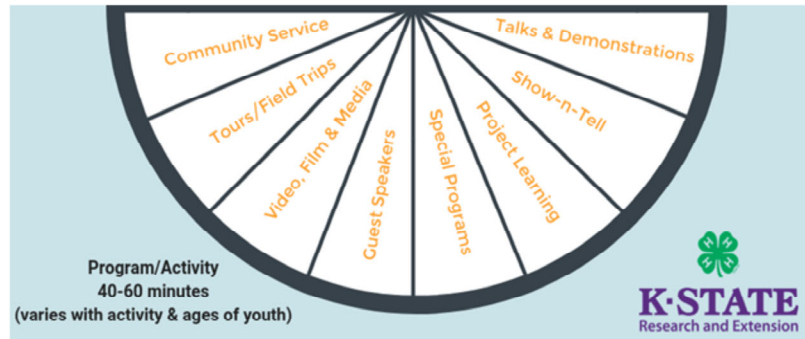 Community Service
Tours/Field Trips
Video, Film & Media
Guest Speakers
Special Programs
Project Learning
Show-n-Tell
Talks & Demonstrations
Program/Activity
40-60 minutes
(varies with activity & ages of youth)
H H H H
K·STATE
Research and Extension